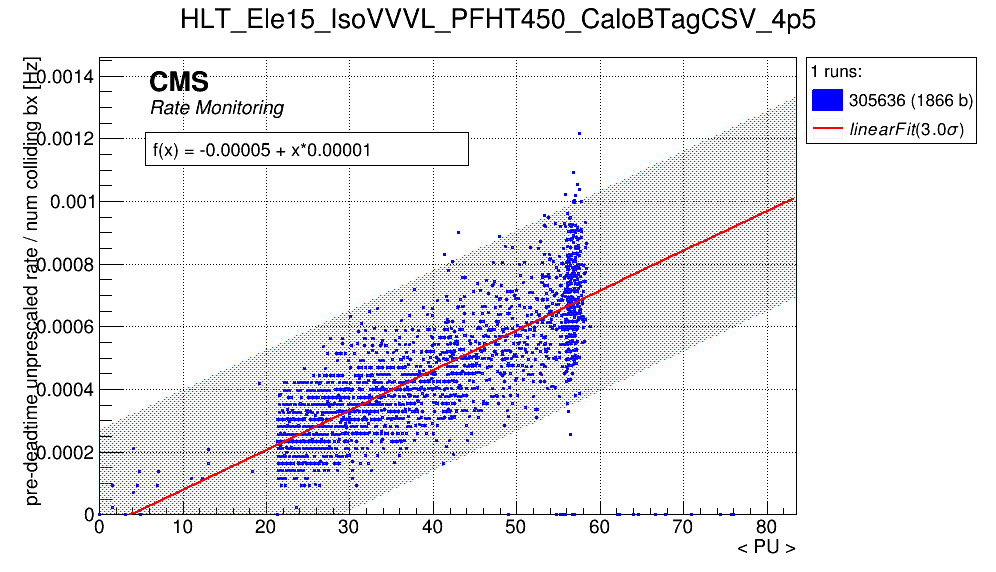 HLT_Ele15_IsoVVVL_PFHT450_CaloBTagCSV_4p5
pre-deadtime unprescaled rate / num colliding bx [Hz]
0.0014
0.0012
0.001
0.0008
0.0006
0.0004
0.0002
0
CMS
Rate Monitoring
f(x) = -0.00005 + x*0.00001
1 runs:
305636 (1866 b)
linearFit(3.0σ)
0 10 20 30 40 50 60 70 80
< PU >